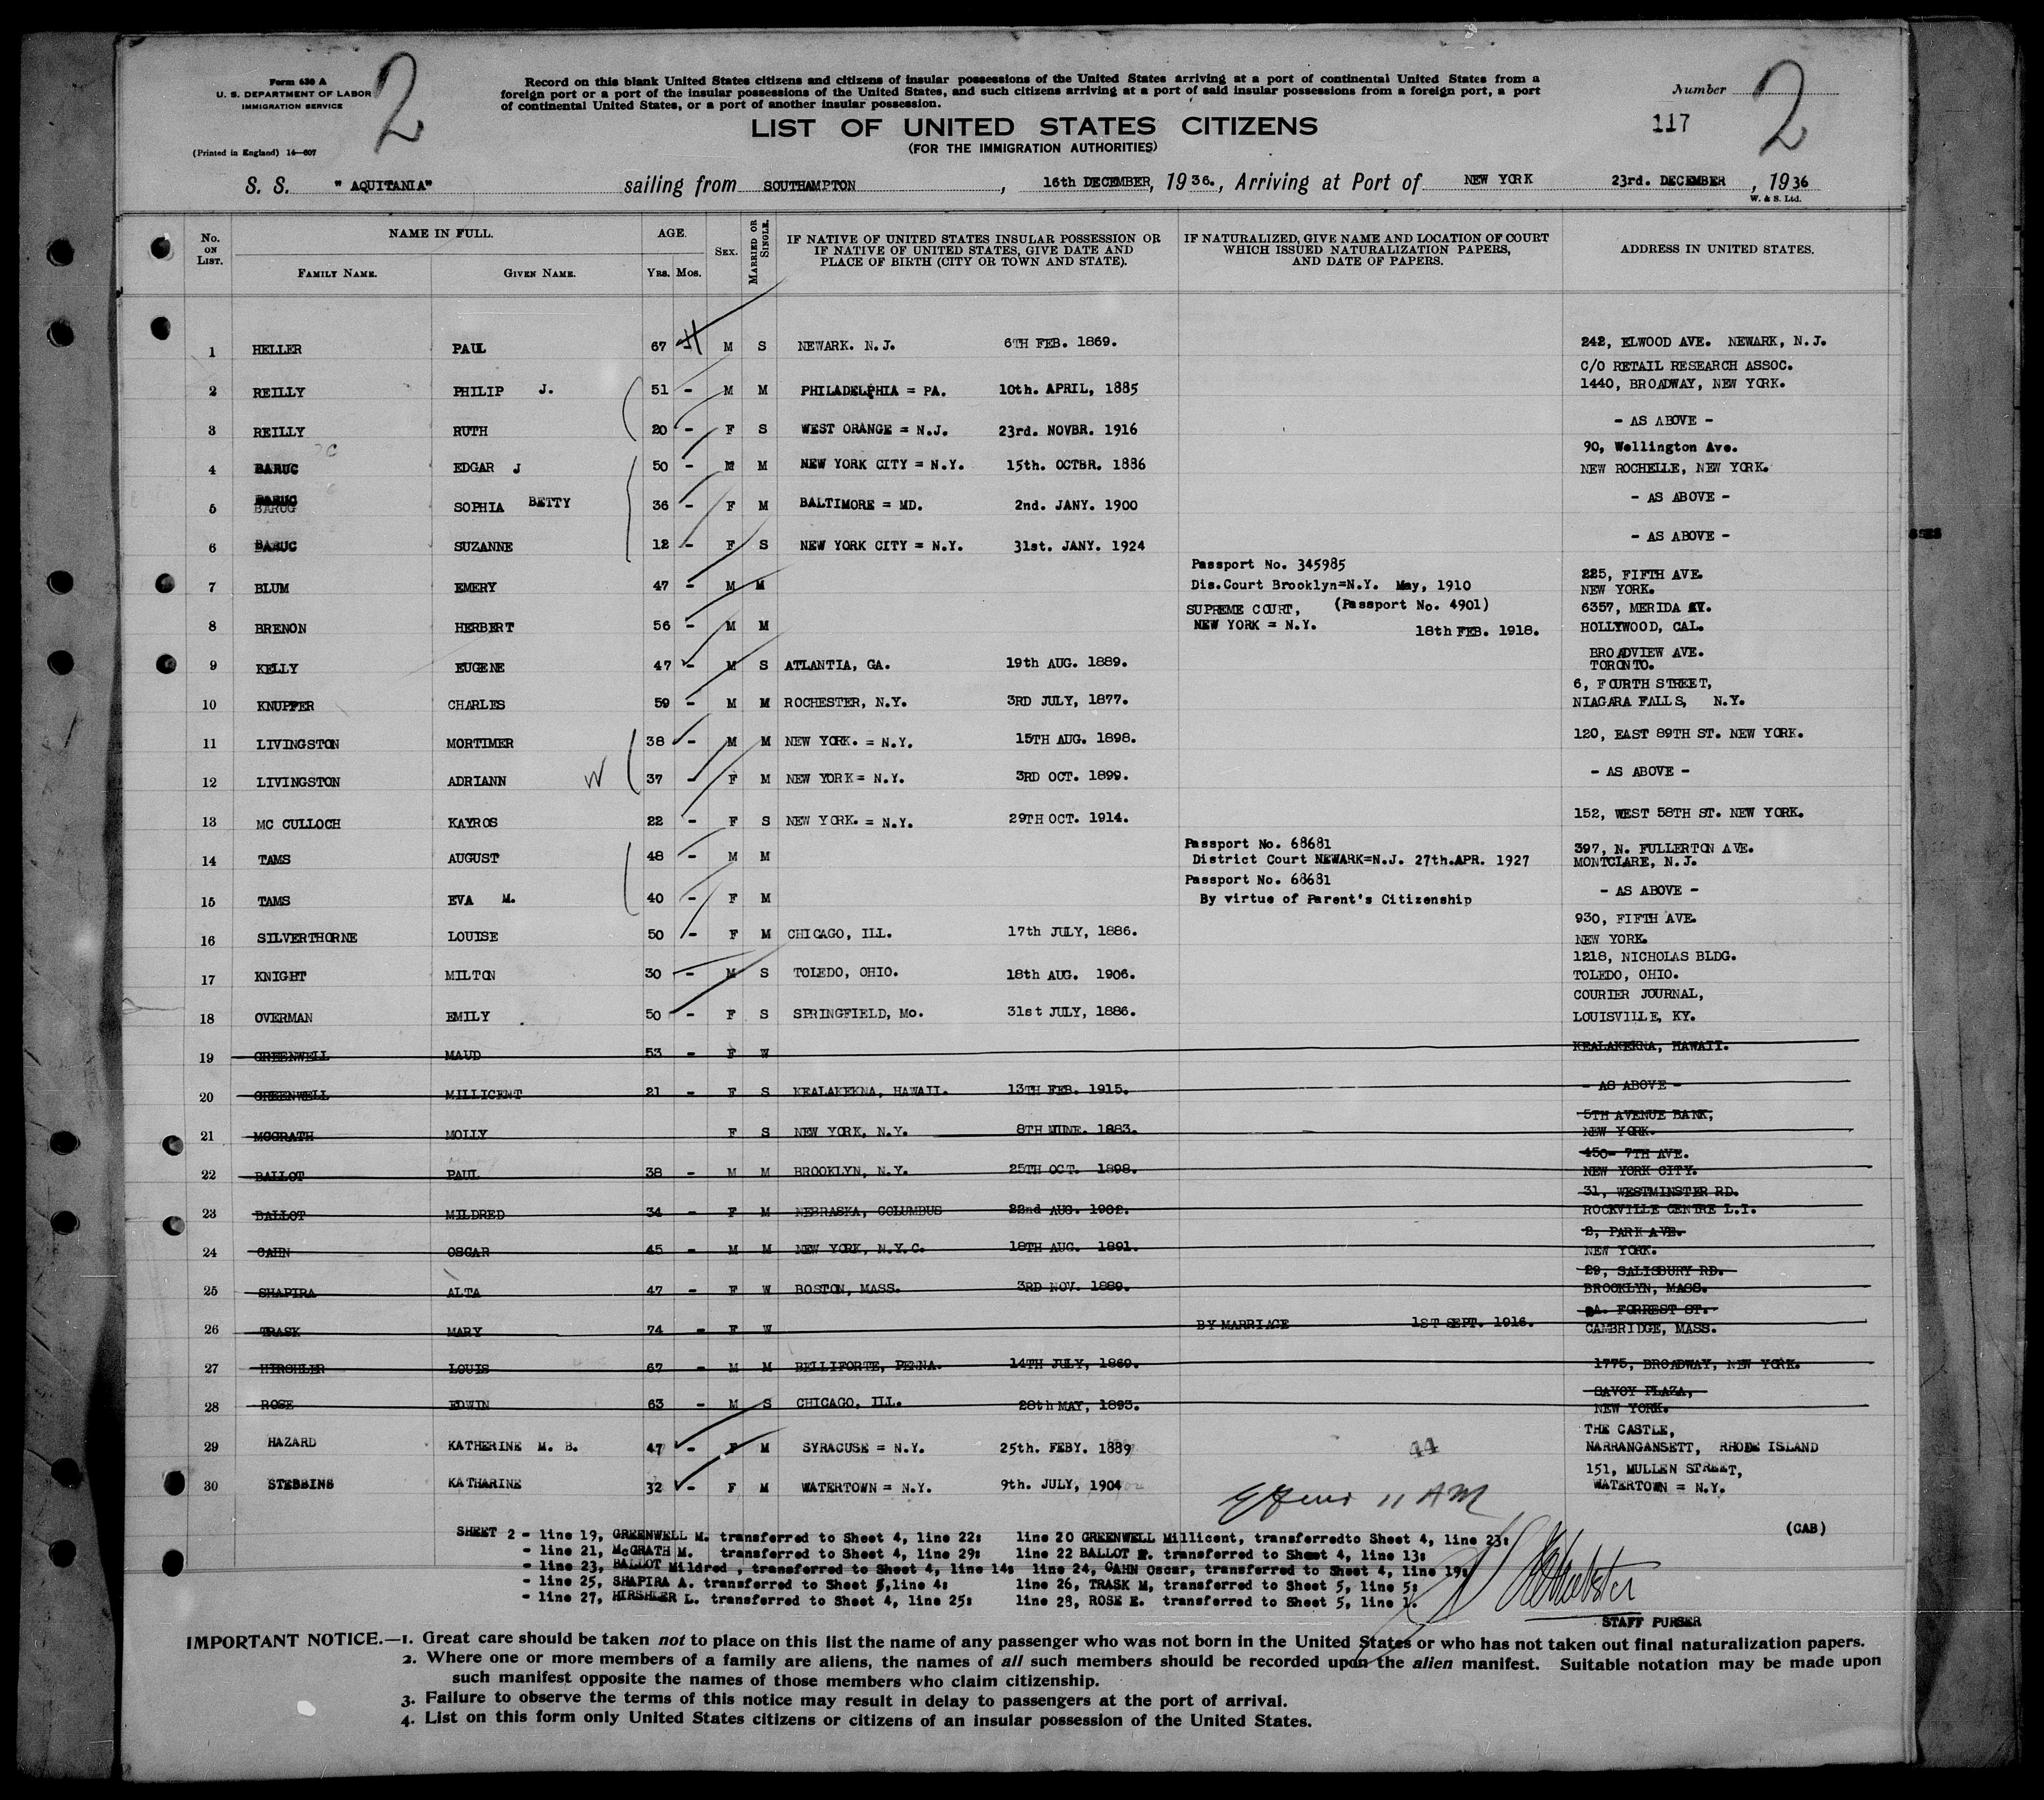 Form 630 A
U. S. DEPARTMENT OF LABOR
IMMIGRATION SERVICE
(Printed in England) 14—607
2
Record on this blank United States citizens and citizens of insular possessions of the United States arriving at a port of continental United States from a
foreign port or a port of the insular possessions of the United States, and such citizens arriving at a port of said insular possessions from a foreign port, a port
of continental United States, or a port of another insular possession.
Number
117
2
LIST OF UNITED STATES CITIZENS
(FOR THE IMMIGRATION AUTHORITIES)
S. S. " AQUITANIA" sailing from SOUTHAMPTON , 16th DECEMBER, 1936., Arriving at Port of NEW YORK 23rd. DECEMBER , 1936
W. & S. Ltd.
No. ON LIST. NAME IN FULL. FAMILY NAME. GIVEN NAME. AGE. YRS. MOS. SEX. MARRIED OR SINGLE. IF NATIVE OF UNITED STATES INSULAR POSSESSION OR IF NATIVE OF UNITED STATES, GIVE DATE AND PLACE OF BIRTH (CITY OR TOWN AND STATE). IF NATURALIZED, GIVE NAME AND LOCATION OF COURT WHICH ISSUED NATURALIZATION PAPERS, AND DATE OF PAPERS. ADDRESS IN UNITED STATES.
1 HELLER PAUL 67 - M S NEWARK. N.J. 6TH FEB. 1869. 242, ELWOOD AVE. NEWARK, N.J.
C/O RETAIL RESEARCH ASSOC.
2 REILLY PHILIP J. 51 - M M PHILADELPHIA = PA. 10th. APRIL, 1885 1440, BROADWAY, NEW YORK.
3 REILLY RUTH 20 - F S WEST ORANGE = N.J. 23rd. NOVBR. 1916 - AS ABOVE -
90, Wellington Ave.
4 BARUC EDGAR J 50 - M M NEW YORK CITY = N.Y. 15th. OCTBR. 1886 NEW ROCHELLE, NEW YORK.
5 BARUC SOPHIA BETTY 36 - F M BALTIMORE = MD. 2nd. JANY. 1900 - AS ABOVE -
6 BARUC SUZANNE 12 - F S NEW YORK CITY = N.Y. 31st. JANY. 1924 - AS ABOVE -
Passport No. 345985 225, FIFTH AVE.
7 BLUM EMERY 47 - M M Dis.Court Brooklyn=N.Y. May, 1910 NEW YORK.
SUPREME COURT, (Passport No. 4901) 6357, MERIDA AV.
8 BRENON HERBERT 56 - M M NEW YORK = N.Y. 18th FEB. 1918. HOLLYWOOD, CAL.
BROADVIEW AVE.
9 KELLY EUGENE 47 - M S ATLANTIA, GA. 19th AUG. 1889. TORONTO.
6, FOURTH STREET,
10 KNUPFER CHARLES 59 - M M ROCHESTER, N.Y. 3RD JULY, 1877. NIAGARA FALLS, N.Y.
11 LIVINGSTON MORTIMER 38 - M M NEW YORK. = N.Y. 15TH AUG. 1898. 120, EAST 89TH ST. NEW YORK.
12 LIVINGSTON ADRIANN 37 - F M NEW YORK = N.Y. 3RD OCT. 1899. - AS ABOVE -
13 MC CULLOCH KAYROS 22 - F S NEW YORK. = N.Y. 29TH OCT. 1914. 152, WEST 58TH ST. NEW YORK.
Passport No. 68681 397, N. FULLERTON AVE.
14 TAMS AUGUST 48 - M M District Court NEWARK=N.J. 27th.APR. 1927 MONTCLARE, N.J.
Passport No. 68681
15 TAMS EVA M. 40 - F M By virtue of Parent's Citizenship - AS ABOVE -
930, FIFTH AVE.
16 SILVERTHORNE LOUISE 50 - F M CHICAGO, ILL. 17th JULY, 1886. NEW YORK.
1218, NICHOLAS BLDG.
17 KNIGHT MILTON 30 - M S TOLEDO, OHIO. 18th AUG. 1906. TOLEDO, OHIO.
COURIER JOURNAL,
18 OVERMAN EMILY 50 - F S SPRINGFIELD, Mo. 31st JULY, 1886. LOUISVILLE, KY.
19 GREENWELL MAUD 53 - F W KEALAKEKNA, HAWAII.
20 GREENWELL MILLICENT 21 - F S KEALAKEKNA, HAWAII. 13TH FEB. 1915. - AS ABOVE -
5TH AVENUE BANK,
21 MCGRATH MOLLY F S NEW YORK, N.Y. 8TH 1883. NEW YORK.
450- 7TH AVE.
22 BALLOT PAUL 38 - M M BROOKLYN, N.Y. 25TH OCT. 1898. NEW YORK CITY.
31, WESTMINSTER RD.
23 BALLOT MILDRED 34 - F M NEBRASKA, COLUMBUS 22nd AUG. 1902. ROCKVILLE CENTRE L.I.
2, PARK AVE.
24 CAHN OSCAR 45 - M M NEW YORK, N.Y.C. 18TH AUG. 1891. NEW YORK.
29, SALISBURY RD.
25 SHAPIRA ALTA 47 - F W BOSTON, MASS. 3RD NOV. 1889. BROOKLYN, MASS.
FORREST ST.
26 TRASK MARY 74 - F W BY MARRIAGE 1ST SEPT. 1916. CAMBRIDGE, MASS.
27 HIRSHLER LOUIS 67 - M M BELLIFORTE, PENNA. 14TH JULY, 1869. 1775, BROADWAY, NEW YORK.
SAVOY PLAZA,
28 ROSE EDWIN 63 - M S CHICAGO, ILL. 28th MAY, 1893. NEW YORK.
THE CASTLE,
29 HAZARD KATHERINE M. B. 47 - F M SYRACUSE = N.Y. 25th. FEBY. 1889 44 NARRANGANSETT, RHODE ISLAND
151, MULLEN STREET,
30 STEBBINS KATHARINE 32 - F M WATERTOWN = N.Y. 9th. JULY, 1904 WATERTOWN = N.Y.
11 AM
(CAB)
SHEET 2 - line 19, GREENWELL M. transferred to Sheet 4, line 22: line 20 GREENWELL Millicent, transferredto Sheet 4, line 23:
- line 21, McGRATH M. transferred to Sheet 4, line 29: line 22 BALLOT P. transferred to Sheet 4, line 13:
- line 23, BALLOT Mildred , transferred to Sheet 4, line 14: line 24, CAHN Oscar, transferred to Sheet 4, line 19:
- line 25, SHAPIRA A. transferred to Sheet 5,line 4: line 26, TRASK M, transferred to Sheet 5, line 5:
- line 27, HIRSHLER L. transferred to Sheet 4, line 25: line 28, ROSE E. transferred to Sheet 5, line 1.
STAFF PURSER
IMPORTANT NOTICE.—1. Great care should be taken not to place on this list the name of any passenger who was not born in the United States or who has not taken out final naturalization papers.
2. Where one or more members of a family are aliens, the names of all such members should be recorded upon the alien manifest. Suitable notation may be made upon
such manifest opposite the names of those members who claim citizenship.
3. Failure to observe the terms of this notice may result in delay to passengers at the port of arrival.
4. List on this form only United States citizens or citizens of an insular possession of the United States.